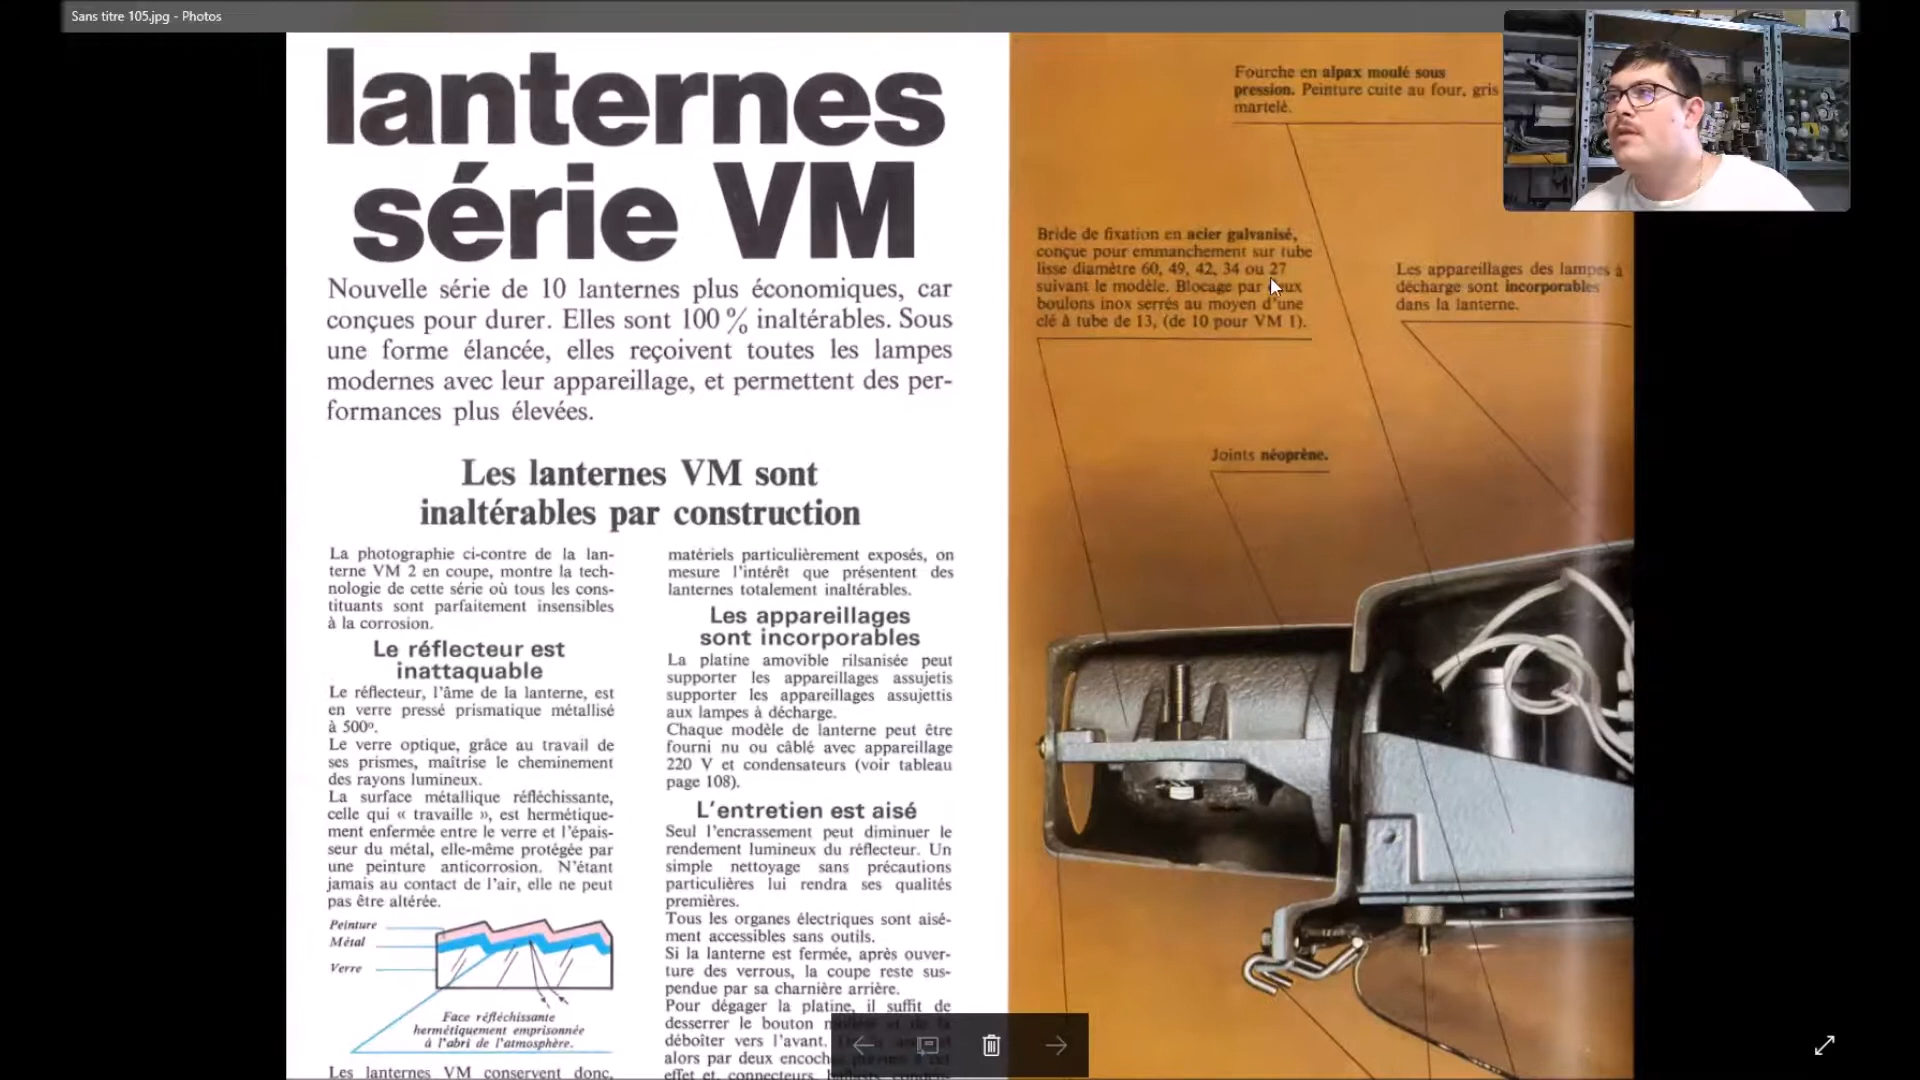 Sans titre 105.jpg - Photos
lanternes
série VM
Nouvelle série de 10 lanternes plus économiques, car
conçues pour durer. Elles sont 100 % inaltérables. Sous
une forme élancée, elles reçoivent toutes les lampes
modernes avec leur appareillage, et permettent des per-
formances plus élevées.
Les lanternes VM sont
inaltérables par construction
La photographie ci-contre de la lan-
terne VM 2 en coupe, montre la tech-
nologie de cette série où tous les cons-
tituants sont parfaitement insensibles
à la corrosion.
Le réflecteur est
inattaquable
Le réflecteur, l'âme de la lanterne, est
en verre pressé prismatique métallisé
à 500º.
Le verre optique, grâce au travail de
ses prismes, maîtrise le cheminement
des rayons lumineux.
La surface métallique réfléchissante,
celle qui « travaille », est hermétique-
ment enfermée entre le verre et l'épais-
seur du métal, elle-même protégée par
une peinture anticorrosion. N'étant
jamais au contact de l'air, elle ne peut
pas être altérée.
Peinture
Métal
Verre
Face réfléchissante
hermétiquement emprisonnée
à l'abri de l'atmosphère.
Les lanternes VM conservent donc,
matériels particulièrement exposés, on
mesure l'intérêt que présentent des
lanternes totalement inaltérables.
Les appareillages
sont incorporables
La platine amovible rilsanisée peut
supporter les appareillages assujetis
supporter les appareillages assujettis
aux lampes à décharge.
Chaque modèle de lanterne peut être
fourni nu ou câblé avec appareillage
220 V et condensateurs (voir tableau
page 108).
L'entretien est aisé
Seul l'encrassement peut diminuer le
rendement lumineux du réflecteur. Un
simple nettoyage sans précautions
particulières lui rendra ses qualités
premières.
Tous les organes électriques sont aisé-
ment accessibles sans outils.
Si la lanterne est fermée, après ouver-
ture des verrous, la coupe reste sus-
pendue par sa charnière arrière.
Pour dégager la platine, il suffit de
desserrer le bouton
déboîter vers l'avant.
alors par deux
effet et, connecteurs,
Fourche en alpax moulé sous
pression. Peinture cuite au four, gris
martelé.
Bride de fixation en acier galvanisé,
conçue pour emmanchement sur tube
lisse diamètre 60, 49, 42, 34 ou 27
suivant le modèle. Blocage par deux
boulons inox serrés au moyen d'une
clé à tube de 13, (de 10 pour VM 1).
Les appareillages des lampes à
décharge sont incorporables
dans la lanterne.
Joints néoprène.